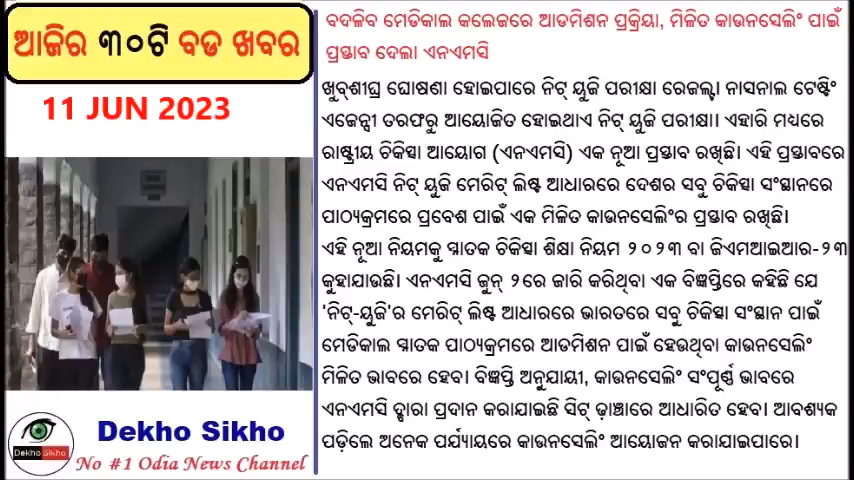 ଆଜିର ୩୦ଟି ବଡ ଖବର
11 JUN 2023
Dekho Sikho
Dekho Sikho
No #1 Odia News Channel
ବଦଳିବ ମେଡିକାଲ କଲେଜରେ ଆଡମିଶନ ପ୍ରକ୍ରିୟା, ମିଳିତ କାଉନସେଲିଂ ପାଇଁ
ପ୍ରସ୍ତାବ ଦେଲା ଏନଏମସି
ଖୁବ୍‌ଶୀଘ୍ର ଘୋଷଣା ହୋଇପାରେ ନିଟ୍ ୟୁଜି ପରୀକ୍ଷା ରେଜଲ୍ଟ। ନାସନାଲ ଟେଷ୍ଟିଂ
ଏଜେନ୍ସୀ ତରଫରୁ ଆୟୋଜିତ ହୋଇଥାଏ ନିଟ୍ ୟୁଜି ପରୀକ୍ଷା। ଏହାରି ମଧ୍ୟରେ
ରାଷ୍ଟ୍ରୀୟ ଚିକିତ୍ସା ଆୟୋଗ (ଏନଏମସି) ଏକ ନୂଆ ପ୍ରସ୍ତାବ ରଖିଛି। ଏହି ପ୍ରସ୍ତାବରେ
ଏନଏମସି ନିଟ୍ ୟୁଜି ମେରିଟ୍ ଲିଷ୍ଟ ଆଧାରରେ ଦେଶର ସବୁ ଚିକିତ୍ସା ସଂସ୍ଥାନରେ
ପାଠ୍ୟକ୍ରମରେ ପ୍ରବେଶ ପାଇଁ ଏକ ମିଳିତ କାଉନସେଲିଂର ପ୍ରସ୍ତାବ ରଖିଛି।
ଏହି ନୂଆ ନିୟମକୁ ସ୍ନାତକ ଚିକିତ୍ସା ଶିକ୍ଷା ନିୟମ ୨୦୨୩ ବା ଜିଏମଆଇଆର-୨୩
କୁହାଯାଉଛି। ଏନଏମସି ଜୁନ୍ ୨ରେ ଜାରି କରିଥିବା ଏକ ବିଜ୍ଞପ୍ତିରେ କହିଛି ଯେ
'ନିଟ୍-ୟୁଜି'ର ମେରିଟ୍ ଲିଷ୍ଟ ଆଧାରରେ ଭାରତରେ ସବୁ ଚିକିତ୍ସା ସଂସ୍ଥାନ ପାଇଁ
ମେଡିକାଲ ସ୍ନାତକ ପାଠ୍ୟକ୍ରମରେ ଆଡମିଶନ ପାଇଁ ହେଉଥିବା କାଉନସେଲିଂ
ମିଳିତ ଭାବରେ ହେବ। ବିଜ୍ଞପ୍ତି ଅନୁଯାୟୀ, କାଉନସେଲିଂ ସଂପୂର୍ଣ୍ଣ ଭାବରେ
ଏନଏମସି ଦ୍ବାରା ପ୍ରଦାନ କରାଯାଇଛି ସିଟ୍ ଢ଼ାଞ୍ଚାରେ ଆଧାରିତ ହେବ। ଆବଶ୍ୟକ
ପଡ଼ିଲେ ଅନେକ ପର୍ଯ୍ୟାୟରେ କାଉନସେଲିଂ ଆୟୋଜନ କରାଯାଇପାରେ।